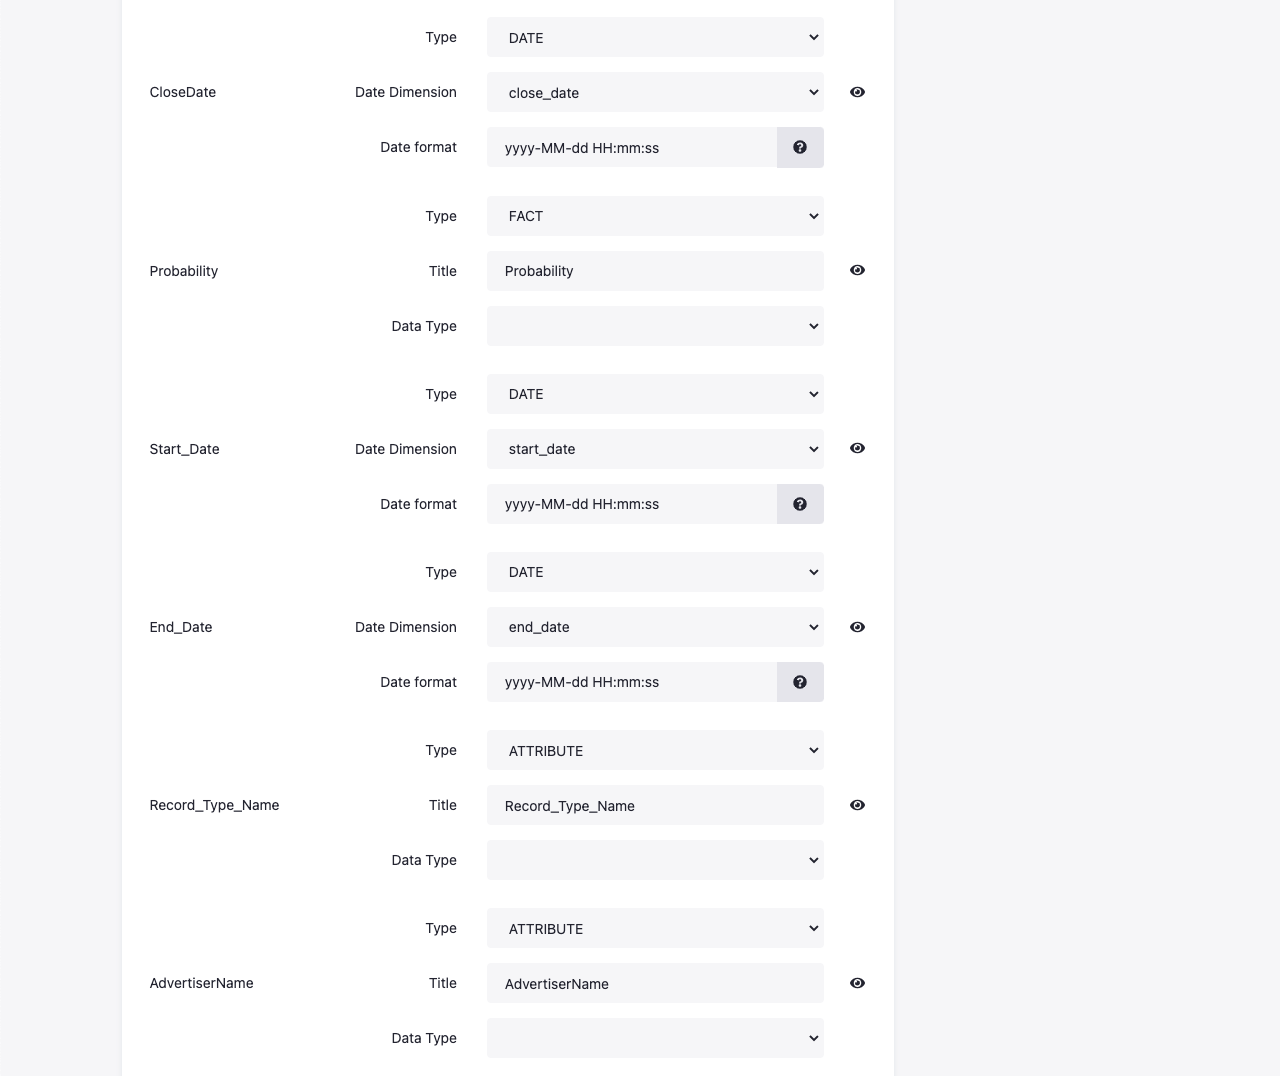 Type DATE
CloseDate Date Dimension close_date
Date format yyyy-MM-dd HH:mm:ss
Type FACT
Probability Title Probability
Data Type
Type DATE
Start_Date Date Dimension start_date
Date format yyyy-MM-dd HH:mm:ss
Type DATE
End_Date Date Dimension end_date
Date format yyyy-MM-dd HH:mm:ss
Type ATTRIBUTE
Record_Type_Name Title Record_Type_Name
Data Type
Type ATTRIBUTE
AdvertiserName Title AdvertiserName
Data Type